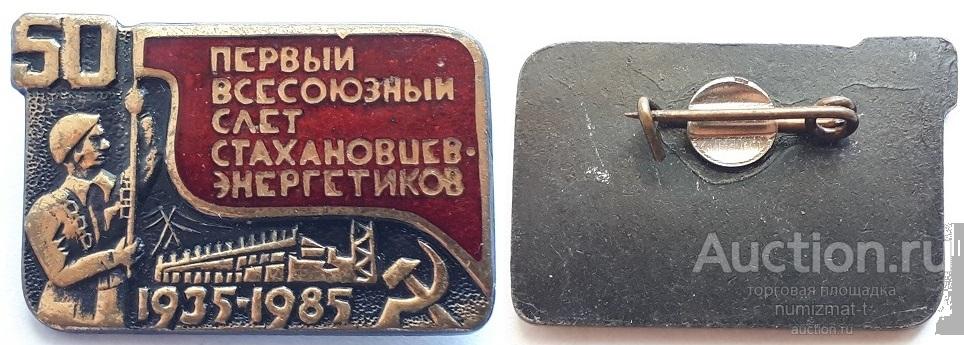 50
ПЕРВЫЙ
ВСЕСОЮЗНЫЙ
СЛЕТ
СТАХАНОВЦЕВ-
ЭНЕРГЕТИКОВ
1935-1985
Auction.ru
торговая площадка
numizmat-t-
auction.ru